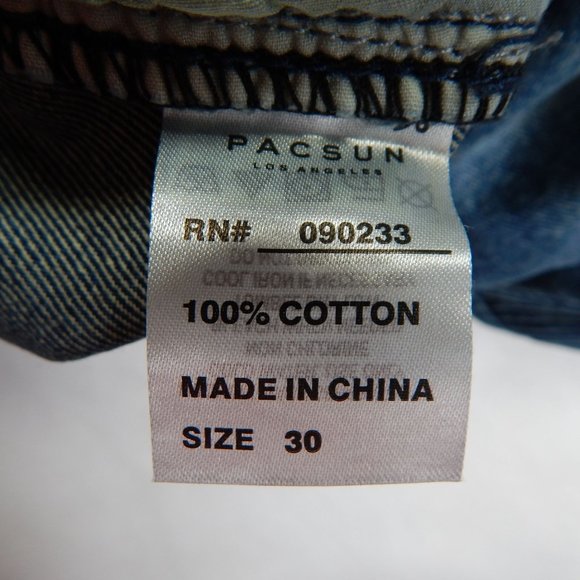 PACSUN
LOS ANGELES
RN# 090233
100% COTTON
MADE IN CHINA
SIZE 30